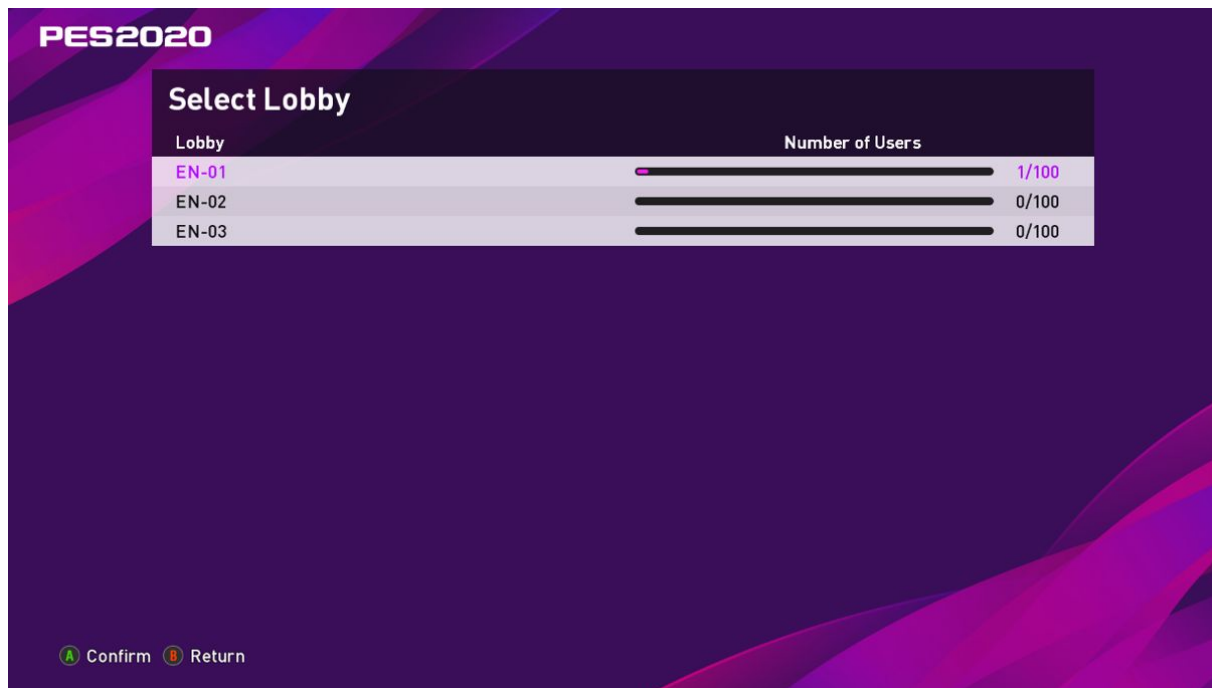 PES2020
Select Lobby
Lobby Number of Users
EN-01 1/100
EN-02 0/100
EN-03 0/100
A Confirm B Return